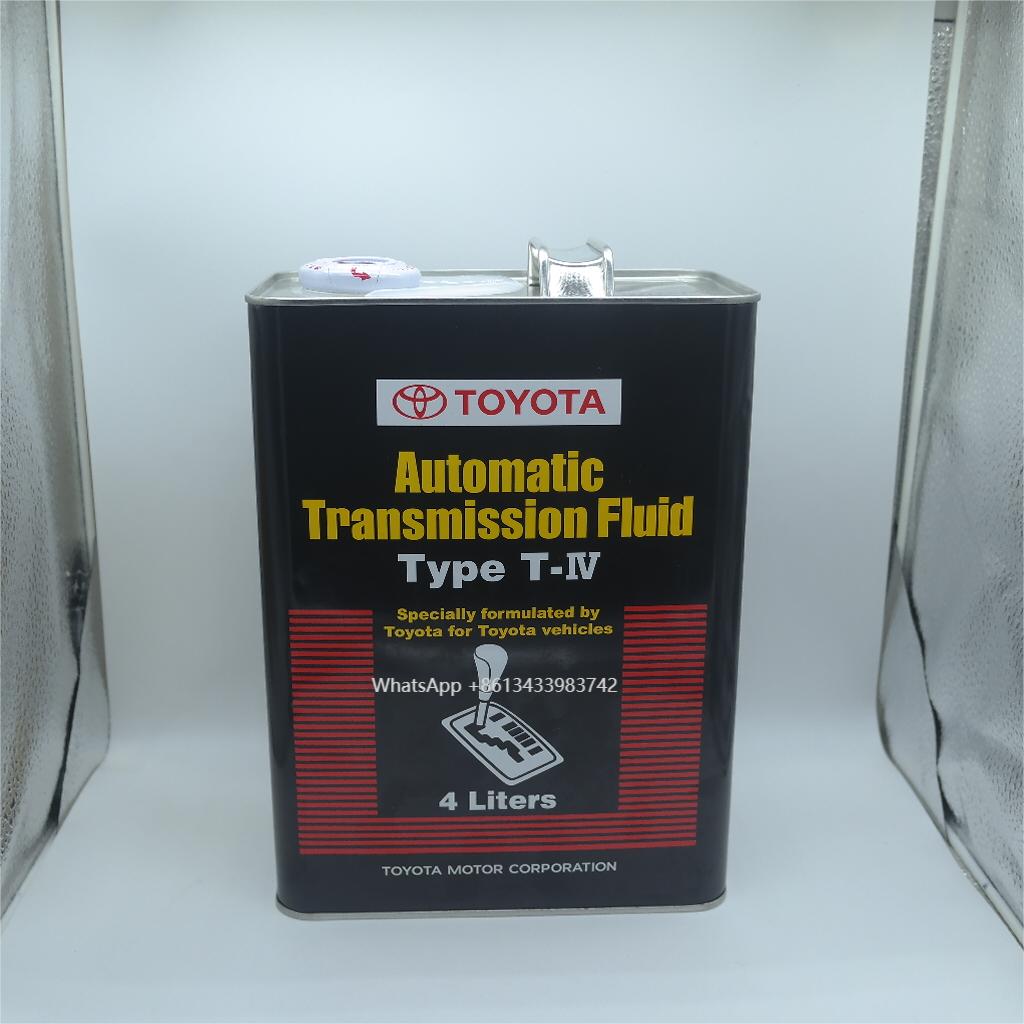 TOYOTA
Automatic
Transmission Fluid
Type T-IV
Specially formulated by
Toyota for Toyota vehicles
WhatsApp +8613433983742
4 Liters
TOYOTA MOTOR CORPORATION